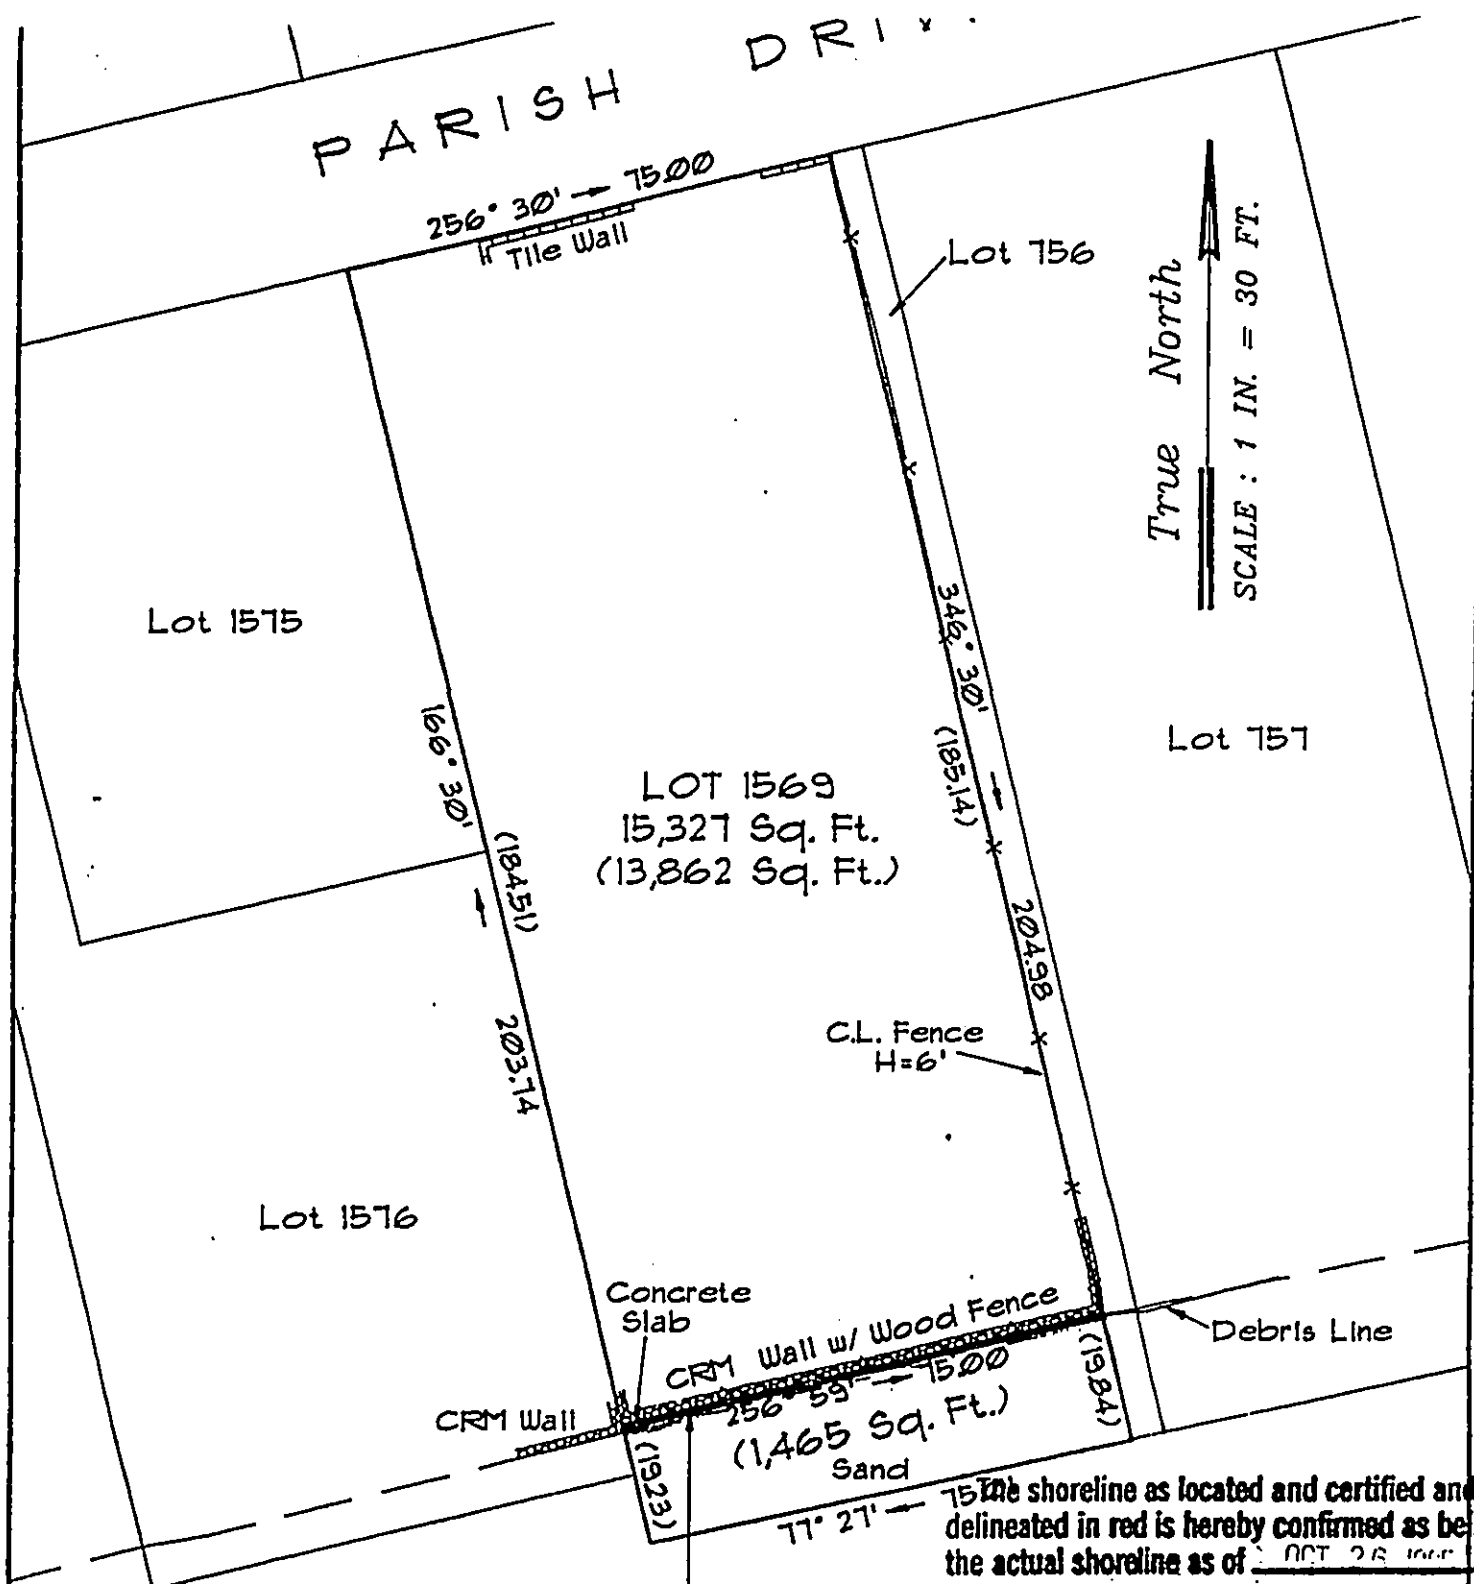 PARISH
256° 30' → 75.00
Tile Wall
Lot 756
True North
SCALE : 1 IN. = 30 FT.
Lot 1575
346° 30'
166° 30'
(185.14)
Lot 757
LOT 1569
15,327 Sq. Ft.
(13,862 Sq. Ft.)
(184.51)
204.98
203.74
C.L. Fence
H=6'
Lot 1576
Concrete
Slab
CRM Wall w/ Wood Fence
Debris Line
CRM Wall
256° 59' → 75.00
(19.84)
(1,465 Sq. Ft.)
(19.23)
Sand
77° 27' ←
The shoreline as located and certified and
delineated in red is hereby confirmed as
the actual shoreline as of OCT 26